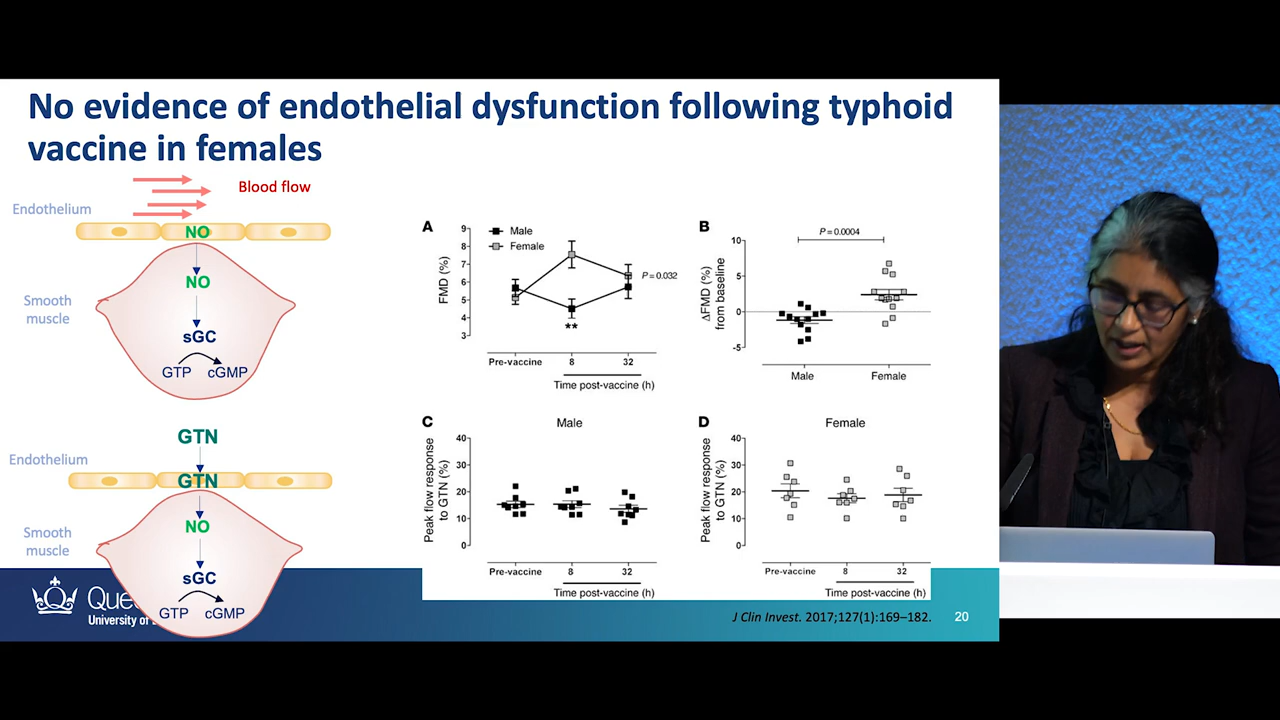 No evidence of endothelial dysfunction following typhoid
vaccine in females
Blood flow
Endothelium
NO
NO
Smooth
muscle
sGC
GTP
cGMP
GTN
Endothelium
GTN
NO
Smooth
muscle
sGC
GTP
cGMP
A
Male
Female
FMD (%)
9
8
7
6
5
4
3
P = 0.032
**
Pre-vaccine
8
32
Time post-vaccine (h)
B
P = 0.0004
ΔFMD (%)
from baseline
10
5
0
-5
Male
Female
C
Male
Peak flow response
to GTN (%)
40
30
20
10
0
Pre-vaccine
8
32
Time post-vaccine (h)
D
Female
Peak flow response
to GTN (%)
40
30
20
10
0
Pre-vaccine
8
32
Time post-vaccine (h)
University of
J Clin Invest. 2017;127(1):169–182.
20